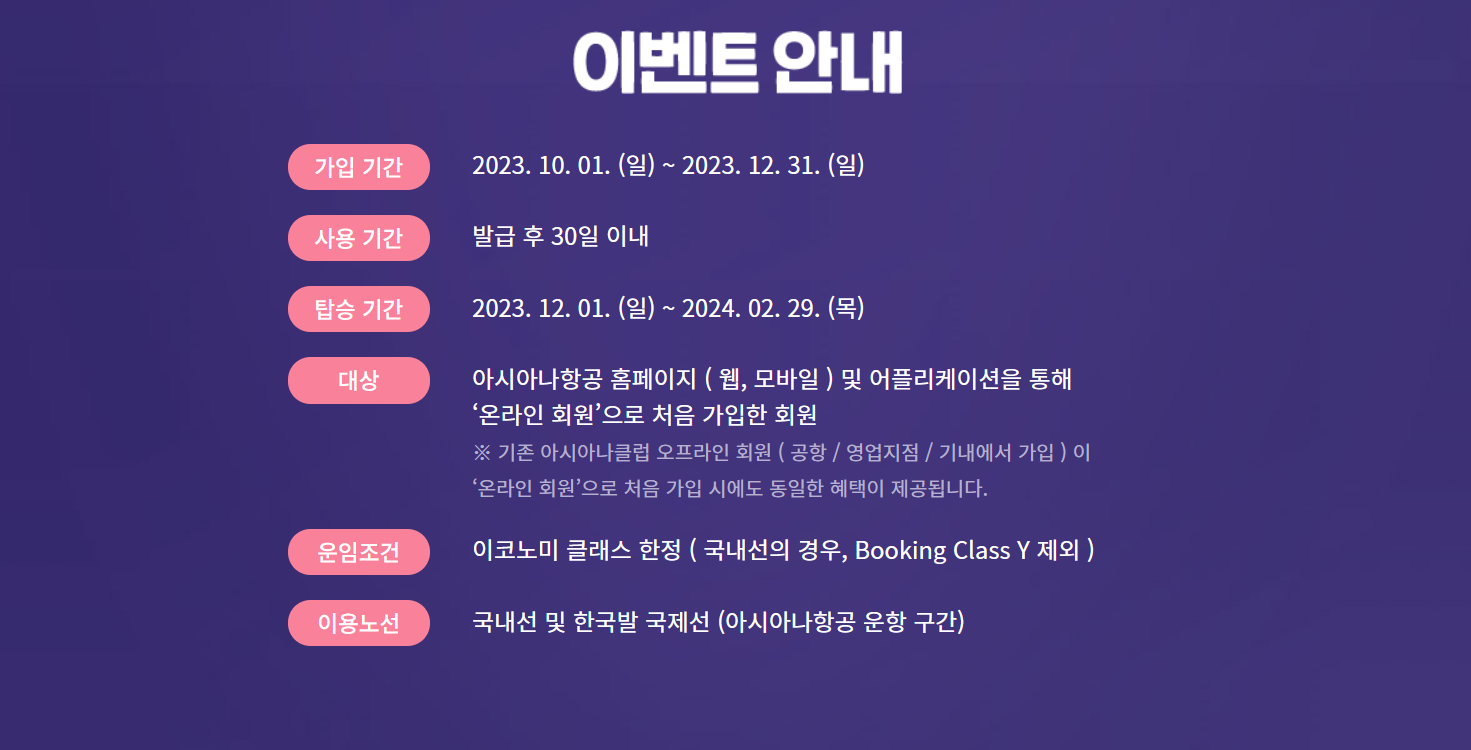 이벤트 안내
가입 기간 2023. 10. 01. (일) ~ 2023. 12. 31. (일)
사용 기간 발급 후 30일 이내
탑승 기간 2023. 12. 01. (일) ~ 2024. 02. 29. (목)
대상 아시아나항공 홈페이지 ( 웹, 모바일 ) 및 어플리케이션을 통해
‘온라인 회원’으로 처음 가입한 회원
※ 기존 아시아나클럽 오프라인 회원 ( 공항 / 영업지점 / 기내에서 가입 ) 이
‘온라인 회원’으로 처음 가입 시에도 동일한 혜택이 제공됩니다.
운임조건 이코노미 클래스 한정 ( 국내선의 경우, Booking Class Y 제외 )
이용노선 국내선 및 한국발 국제선 (아시아나항공 운항 구간)